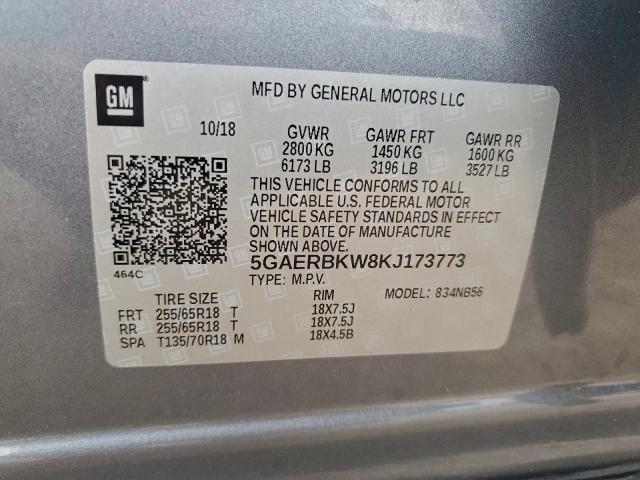 GM
MFD BY GENERAL MOTORS LLC
10/18 GVWR GAWR FRT GAWR RR
2800 KG 1450 KG 1600 KG
6173 LB 3196 LB 3527 LB
THIS VEHICLE CONFORMS TO ALL
APPLICABLE U.S. FEDERAL MOTOR
VEHICLE SAFETY STANDARDS IN EFFECT
ON THE DATE OF MANUFACTURE
SHOWN ABOVE.
464C
5GAERBKW8KJ173773
TYPE: M.P.V. MODEL: 834NB56
TIRE SIZE RIM
FRT 255/65R18 T 18X7.5J
RR 255/65R18 T 18X7.5J
SPA T135/70R18 M 18X4.5B